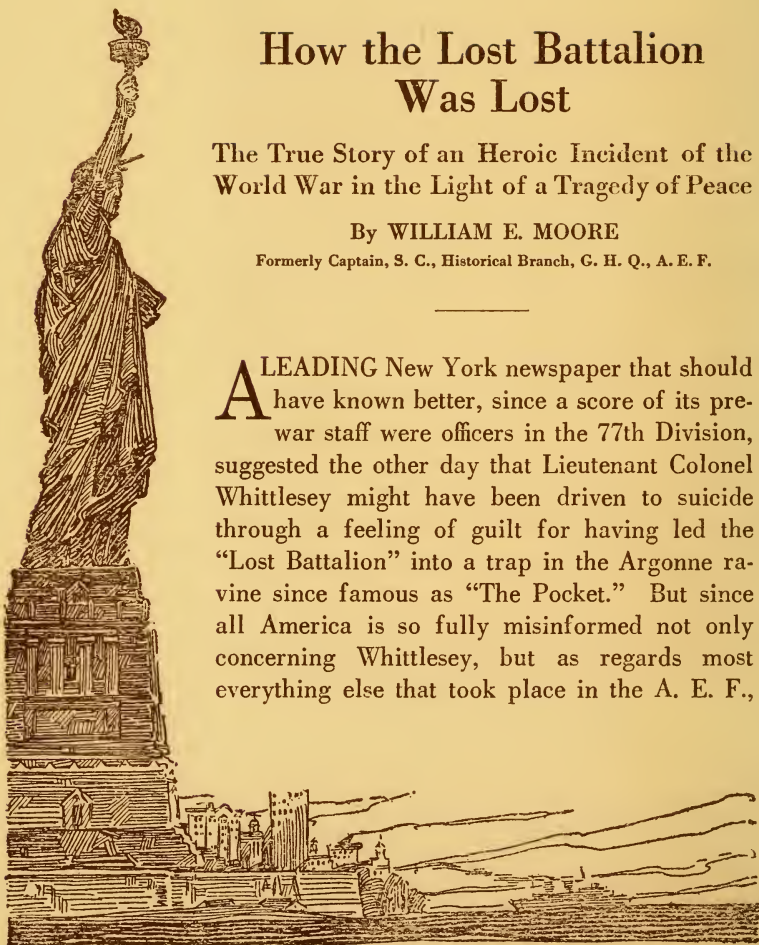 How the Lost Battalion
Was Lost
The True Story of an Heroic Incident of the
World War in the Light of a Tragedy of Peace
By WILLIAM E. MOORE
Formerly Captain, S. C., Historical Branch, G. H. Q., A. E. F.
A LEADING New York newspaper that should
have known better, since a score of its pre-
war staff were officers in the 77th Division,
suggested the other day that Lieutenant Colonel
Whittlesey might have been driven to suicide
through a feeling of guilt for having led the
“Lost Battalion” into a trap in the Argonne ra-
vine since famous as “The Pocket.” But since
all America is so fully misinformed not only
concerning Whittlesey, but as regards most
everything else that took place in the A. E. F.,